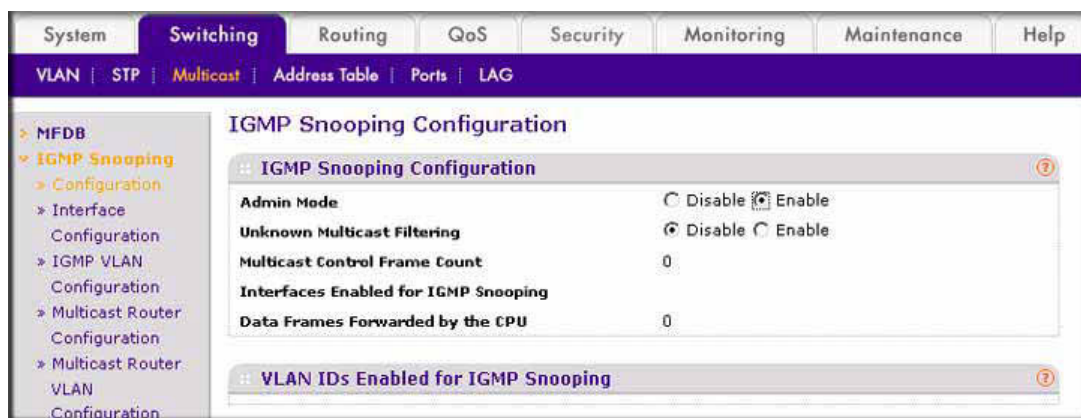 System Switching Routing QoS Security Monitoring Maintenance Help
VLAN | STP | Multicast | Address Table | Ports | LAG
MFDB
IGMP Snooping
» Configuration
» Interface
Configuration
» IGMP VLAN
Configuration
» Multicast Router
Configuration
» Multicast Router
VLAN
Configuration
IGMP Snooping Configuration
IGMP Snooping Configuration
Admin Mode Disable Enable
Unknown Multicast Filtering Disable Enable
Multicast Control Frame Count 0
Interfaces Enabled for IGMP Snooping
Data Frames Forwarded by the CPU 0
VLAN IDs Enabled for IGMP Snooping